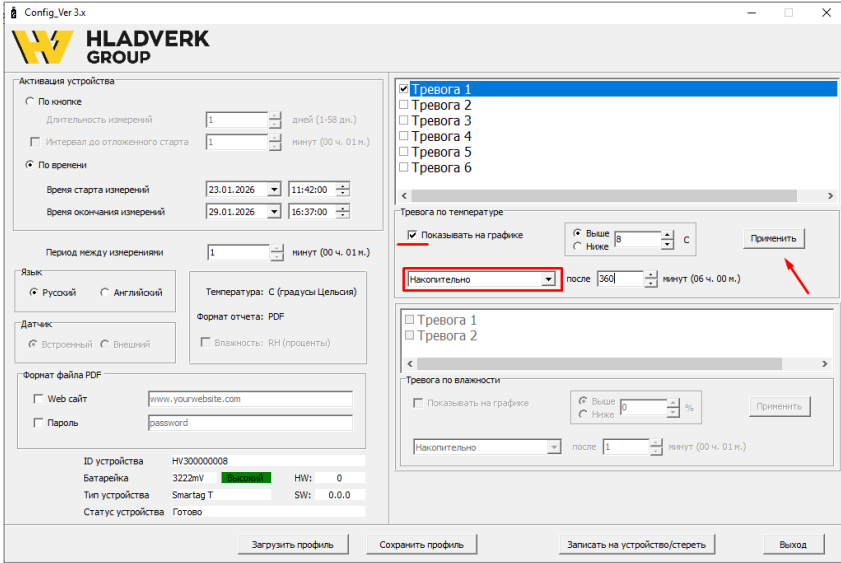 Config_Ver 3.x
HLADVERK
GROUP
Активация устройства
По кнопке
Длительность измерений 1 дней (1-58 дн.)
Интервал до отложенного старта 1 минут (00 ч. 01 м.)
По времени
Время старта измерений 23.01.2026 11:42:00
Время окончания измерений 29.01.2026 16:37:00
Период между измерениями 1 минут (00 ч. 01 м.)
Язык
Русский Английский
Датчик
Встроенный Внешний
Температура: C (градусы Цельсия)
Формат отчета: PDF
Влажность: RH (проценты)
Формат файла PDF
Web сайт www.yourwebsite.com
Пароль password
ID устройства HV300000008
Батарейка 3222mV Высокий HW: 0
Тип устройства Smartag T SW: 0.0.0
Статус устройства Готово
Тревога 1
Тревога 2
Тревога 3
Тревога 4
Тревога 5
Тревога 6
Тревога по температуре
Показывать на графике
Выше
Ниже
8 C
Применить
Накопительно после 360 минут (06 ч. 00 м.)
Тревога 1
Тревога 2
Тревога по влажности
Показывать на графике
Выше
Ниже
0 %
Применить
Накопительно после 1 минут (00 ч. 01 м.)
Загрузить профиль Сохранить профиль Записать на устройство/стереть Выход